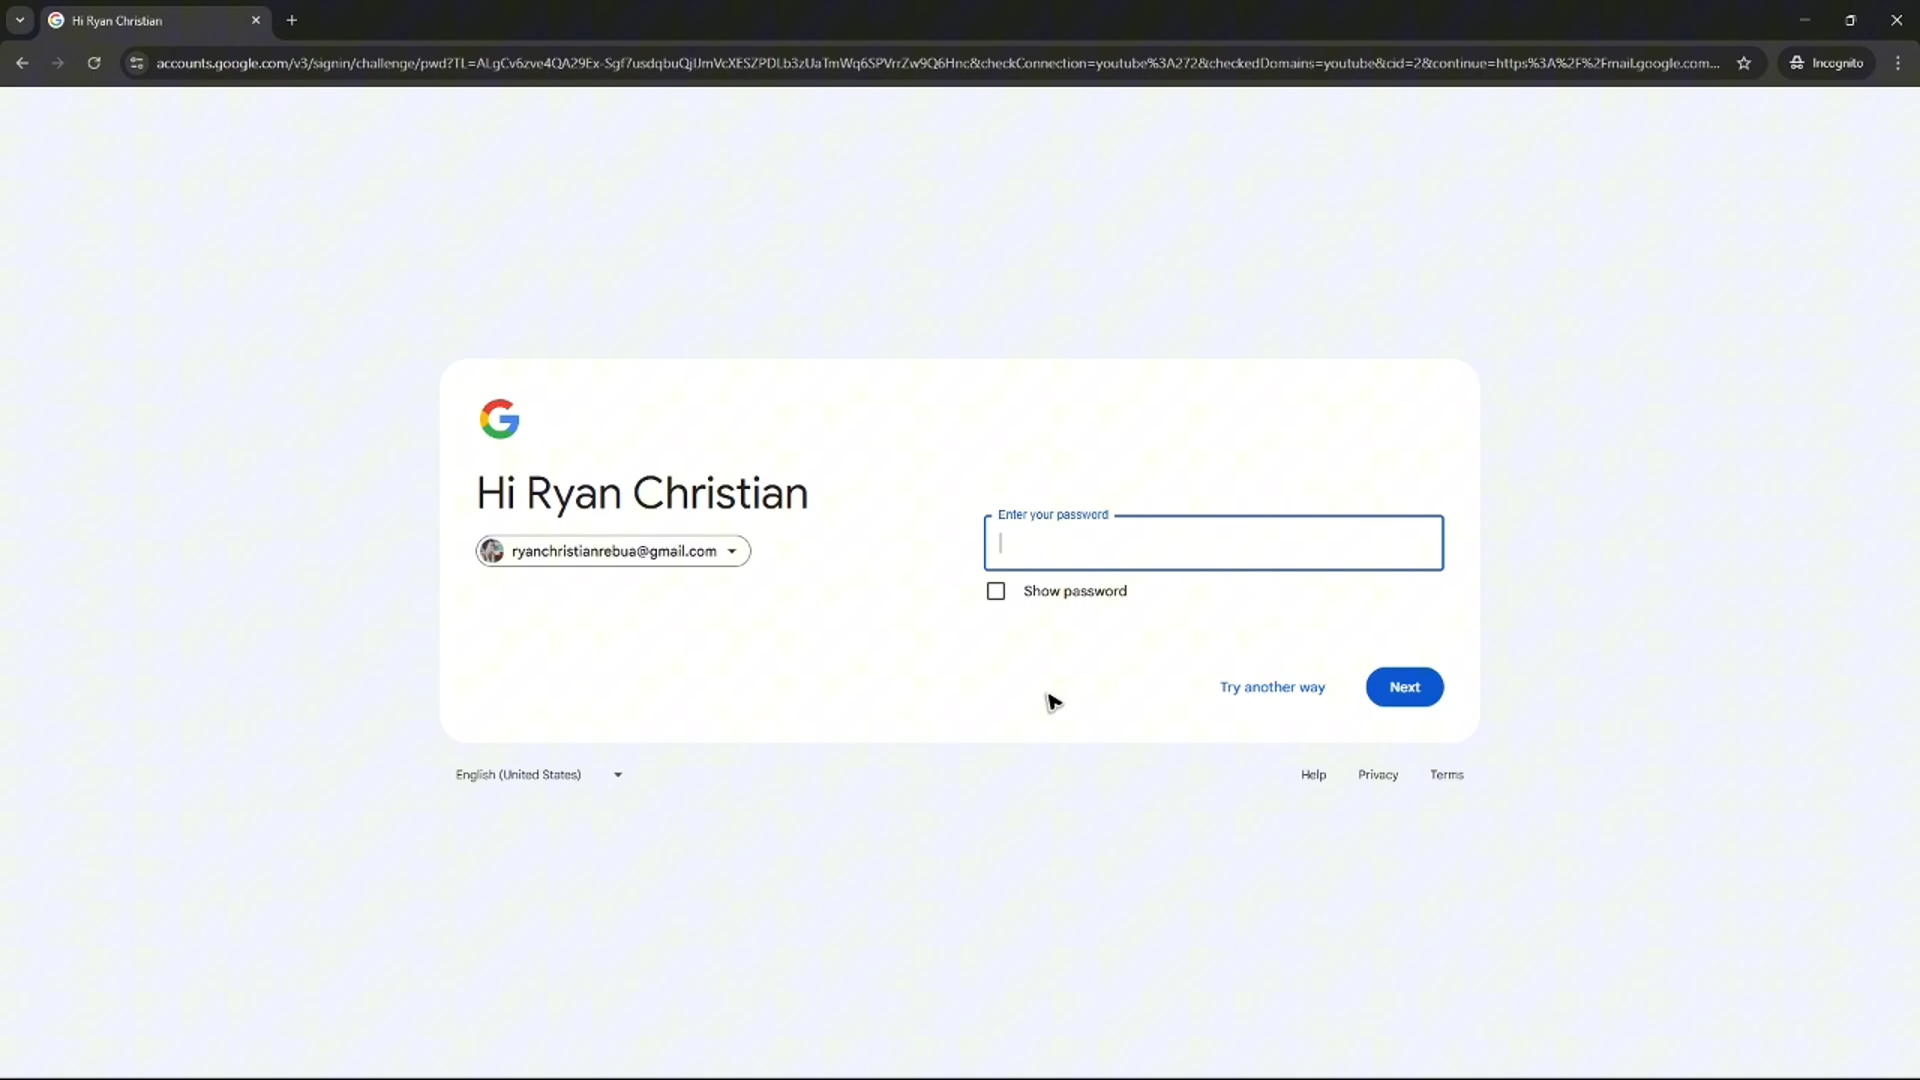 Hi Ryan Christian
accounts.google.com/v3/signin/challenge/pwd?TL=ALgCv6zve4QA29Ex-Sgf7usdqbuQjUmVcXESZPDLb3zUaTmWq6SPVrrZw9Q6Hnc&checkConnection=youtube%3A272&checkedDomains=youtube&cid=2&continue=https%3A%2F%2Fmail.google.com...
Incognito
Hi Ryan Christian
ryanchristianrebua@gmail.com
Enter your password
Show password
Try another way
Next
English (United States)
Help
Privacy
Terms